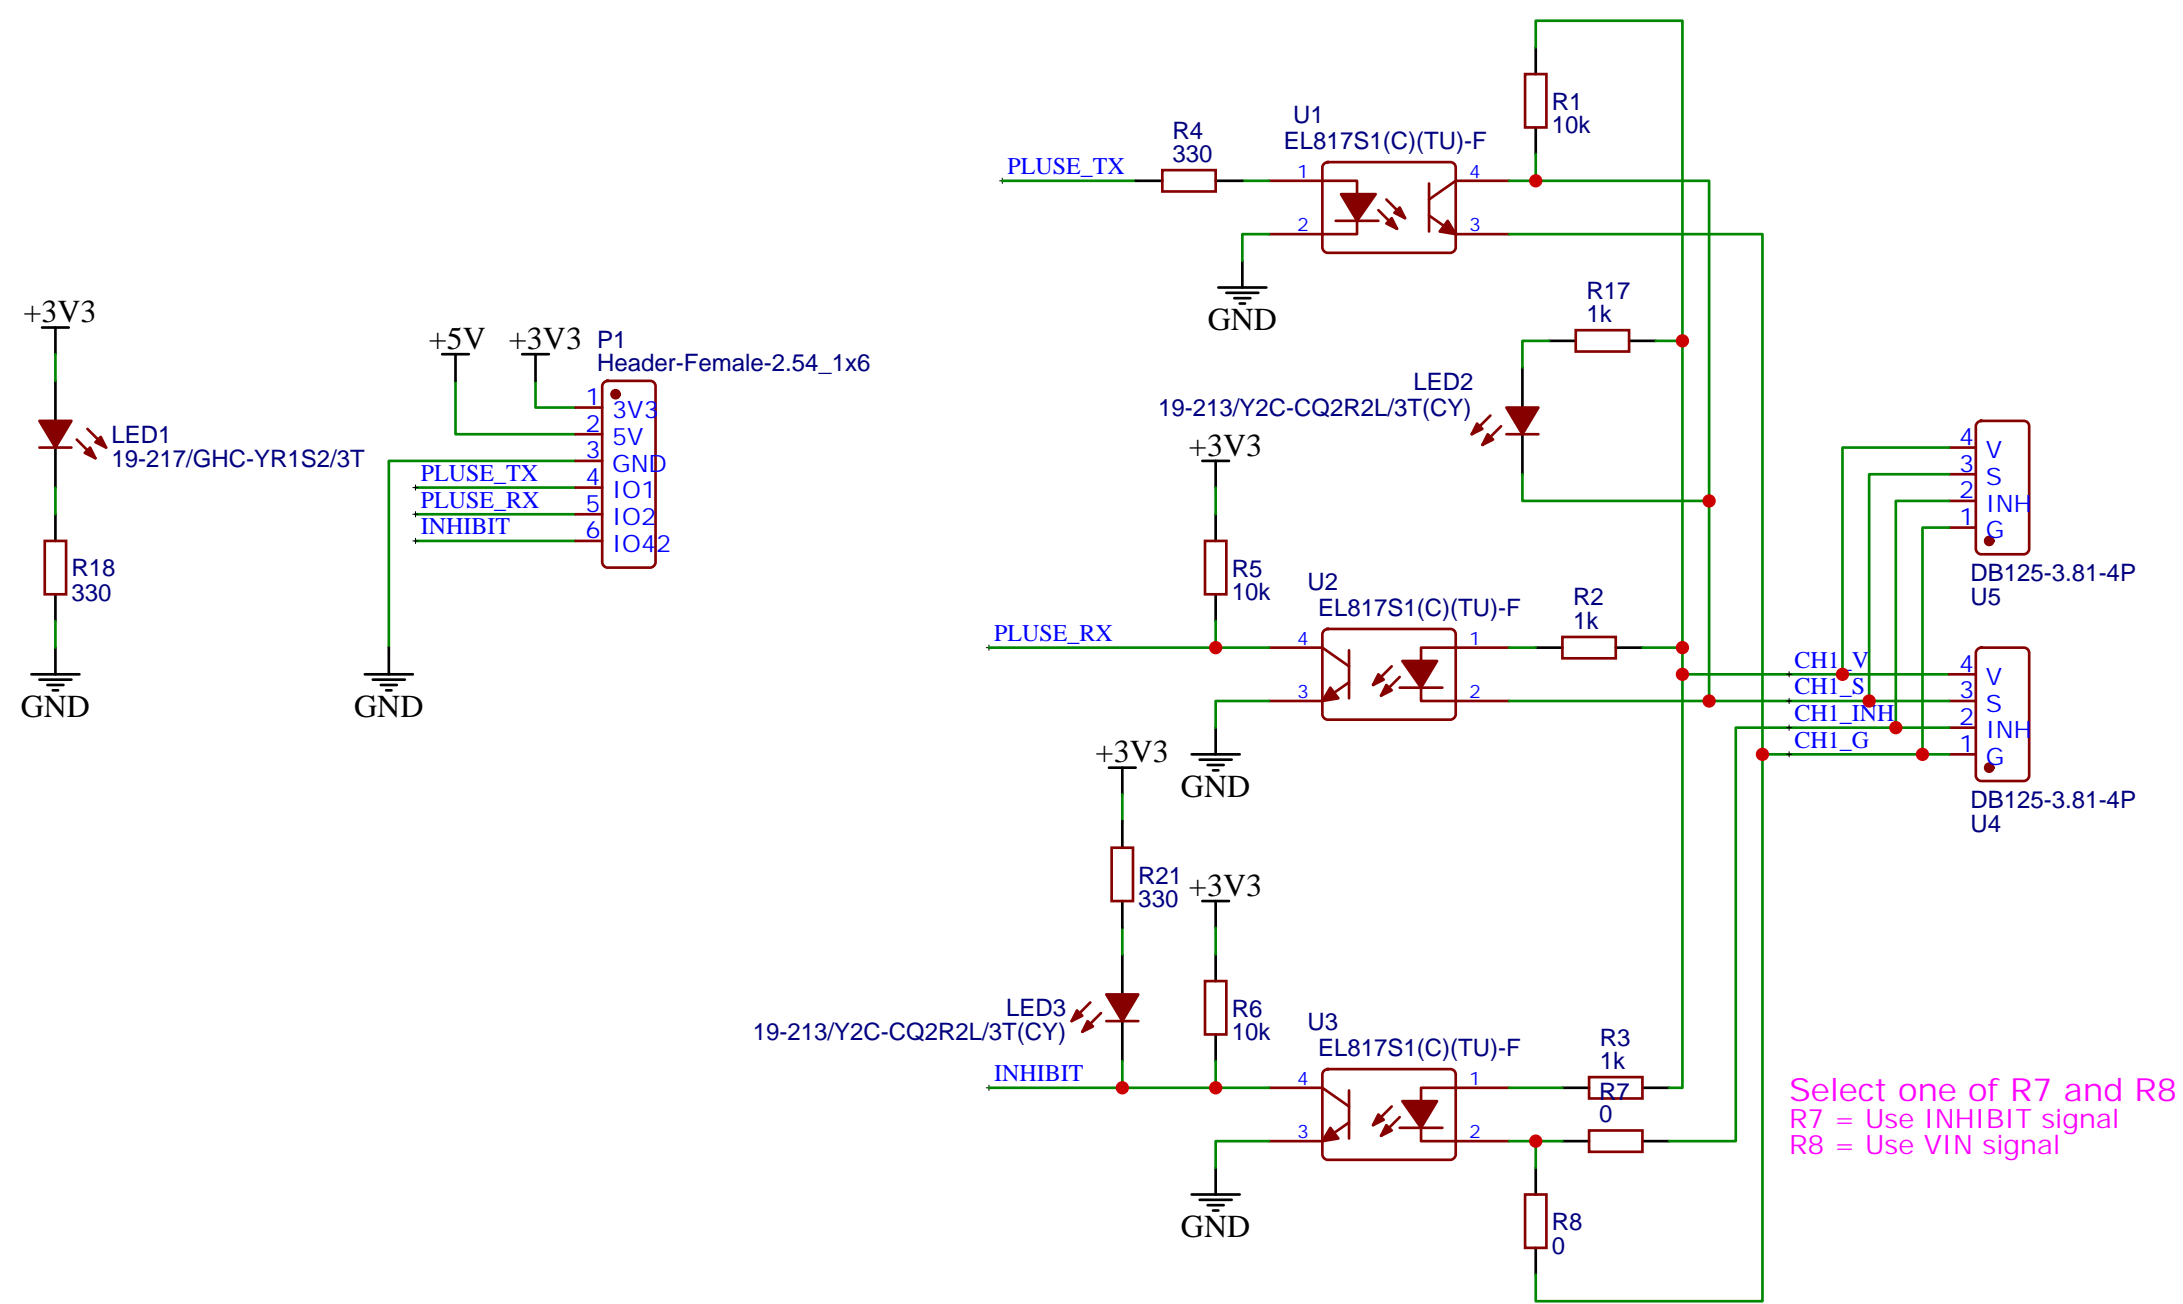 +3V3
LED1
19-217/GHC-YR1S2/3T
R18
330
GND
+5V
+3V3
P1
Header-Female-2.54_1x6
1
3V3
2
5V
3
GND
PLUSE_TX
4
IO1
PLUSE_RX
5
IO2
INHIBIT
6
IO42
GND
PLUSE_TX
R4
330
U1
EL817S1(C)(TU)-F
1
2
4
3
GND
R1
10k
R17
1k
LED2
19-213/Y2C-CQ2R2L/3T(CY)
+3V3
R5
10k
PLUSE_RX
U2
EL817S1(C)(TU)-F
4
3
1
2
GND
R2
1k
CH1_V
CH1_S
CH1_INH
CH1_G
4
V
3
S
2
INH
1
G
DB125-3.81-4P
U5
4
V
3
S
2
INH
1
G
DB125-3.81-4P
U4
+3V3
R21
330
+3V3
LED3
19-213/Y2C-CQ2R2L/3T(CY)
R6
10k
INHIBIT
U3
EL817S1(C)(TU)-F
4
3
1
2
GND
R3
1k
R7
0
R8
0
Select one of R7 and R8
R7 = Use INHIBIT signal
R8 = Use VIN signal